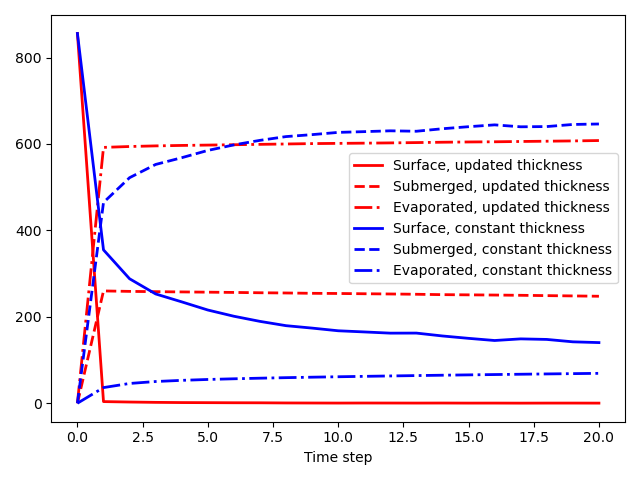 800
600
400
200
0
Surface, updated thickness
Submerged, updated thickness
Evaporated, updated thickness
Surface, constant thickness
Submerged, constant thickness
Evaporated, constant thickness
0.0 2.5 5.0 7.5 10.0 12.5 15.0 17.5 20.0
Time step